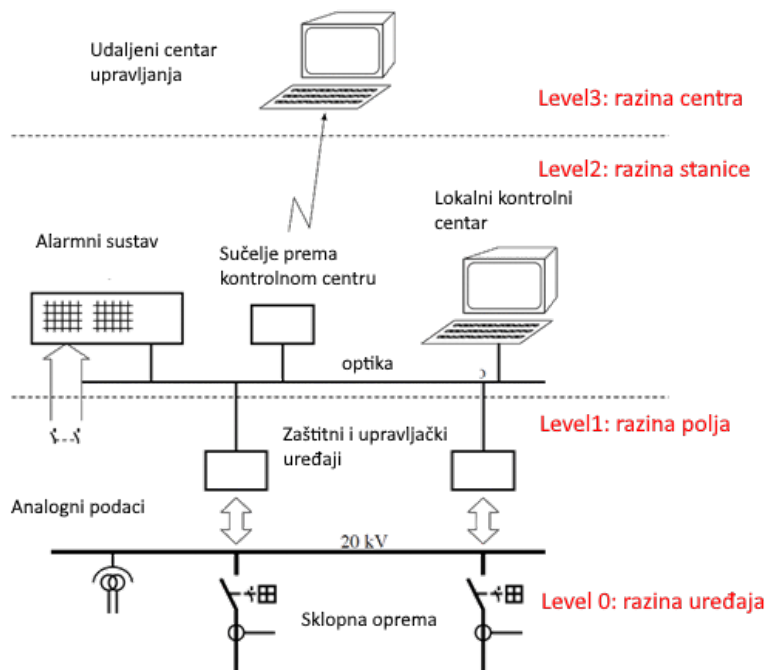 Udaljeni centar
upravljanja
Level3: razina centra
Level2: razina stanice
Lokalni kontrolni
centar
Alarmni sustav
Sučelje prema
kontrolnom centru
optika
Level1: razina polja
Zaštitni i upravljački
uređaji
Analogni podaci
20 kV
Level 0: razina uređaja
Sklopna oprema